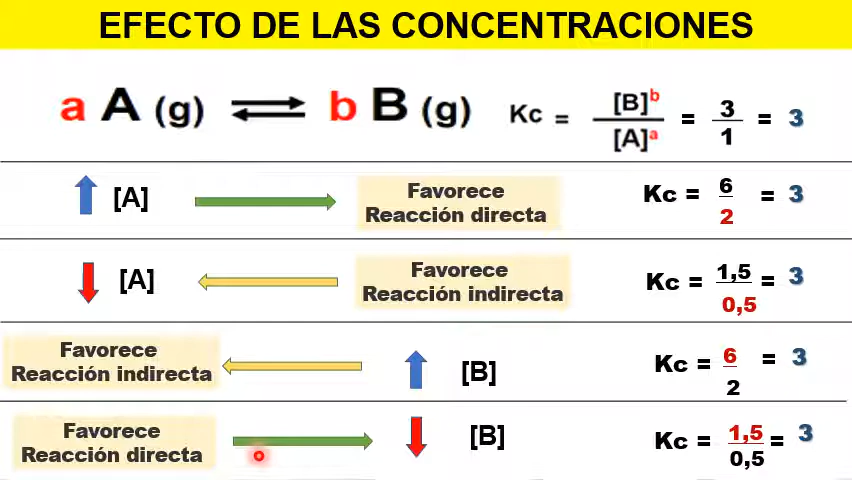 EFECTO DE LAS CONCENTRACIONES
a A (g) ⇌ b B (g) Kc = [B]^b / [A]^a = 3/1 = 3
[A] Favorece Kc = 6/2 = 3
Reacción directa
[A] Favorece Kc = 1,5/0,5 = 3
Reacción indirecta
Favorece [B] Kc = 6/2 = 3
Reacción indirecta
Favorece [B] Kc = 1,5/0,5 = 3
Reacción directa